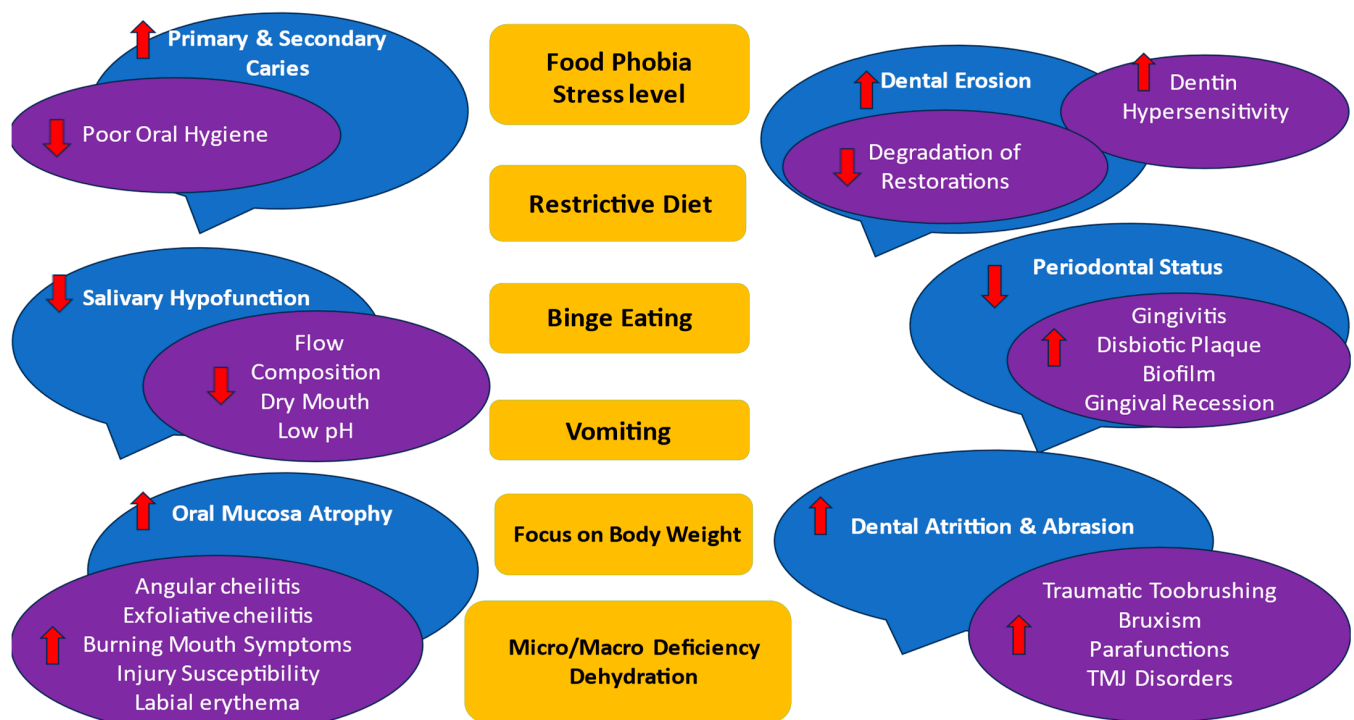 Primary & Secondary
Caries
Poor Oral Hygiene
Salivary Hypofunction
Flow
Composition
Dry Mouth
Low pH
Oral Mucosa Atrophy
Angular cheilitis
Exfoliative cheilitis
Burning Mouth Symptoms
Injury Susceptibility
Labial erythema
Food Phobia
Stress level
Restrictive Diet
Binge Eating
Vomiting
Focus on Body Weight
Micro/Macro Deficiency
Dehydration
Dental Erosion
Degradation of
Restorations
Dentin
Hypersensitivity
Periodontal Status
Gingivitis
Disbiotic Plaque
Biofilm
Gingival Recession
Dental Atrittion & Abrasion
Traumatic Toobrushing
Bruxism
Parafunctions
TMJ Disorders